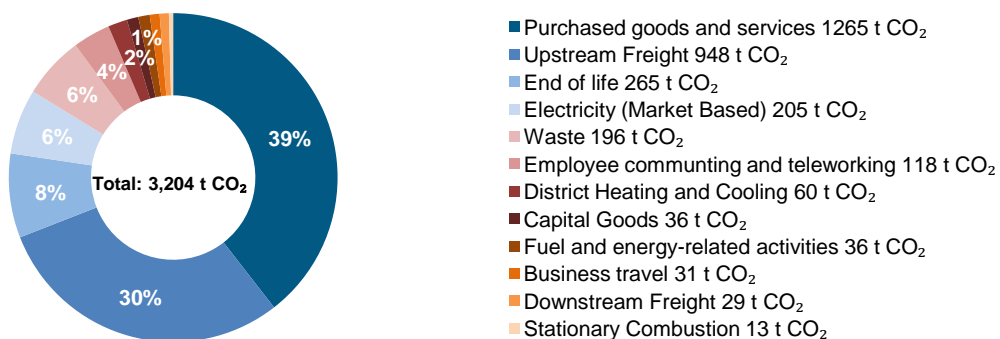 1%
2%
4%
6%
6%
8%
30%
39%
Total: 3,204 t CO₂
Purchased goods and services 1265 t CO₂
Upstream Freight 948 t CO₂
End of life 265 t CO₂
Electricity (Market Based) 205 t CO₂
Waste 196 t CO₂
Employee communting and teleworking 118 t CO₂
District Heating and Cooling 60 t CO₂
Capital Goods 36 t CO₂
Fuel and energy-related activities 36 t CO₂
Business travel 31 t CO₂
Downstream Freight 29 t CO₂
Stationary Combustion 13 t CO₂